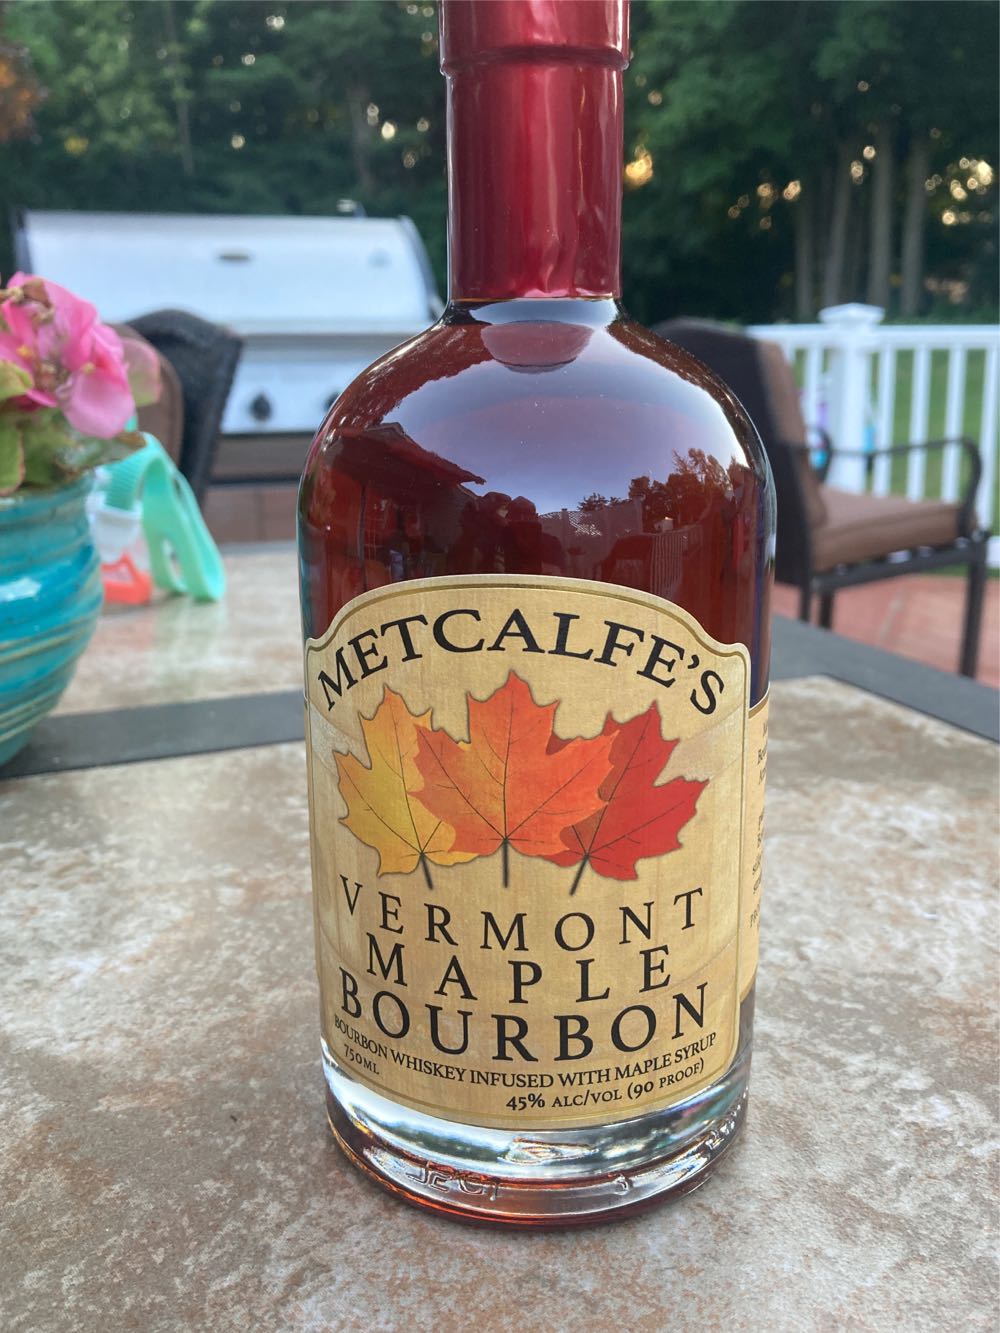 METCALFE'S
VERMONT
MAPLE
BOURBON
BOURBON WHISKEY INFUSED WITH MAPLE SYRUP
750ML
45% ALC/VOL (90 PROOF)